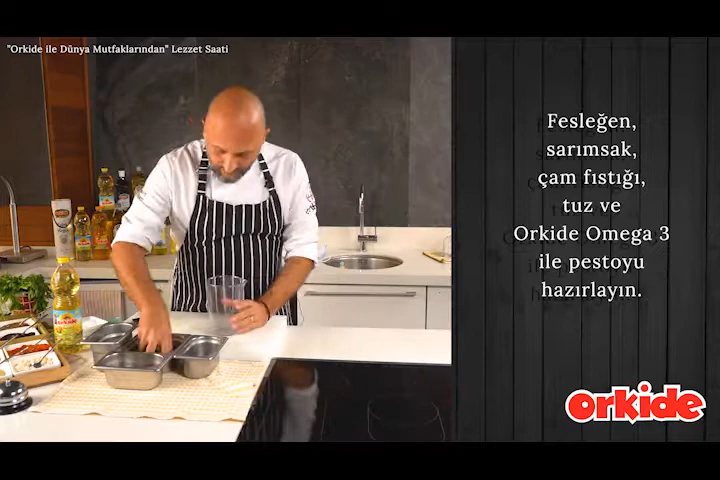 "Orkide ile Dünya Mutfaklarından" Lezzet Saati
Fesleğen,
sarımsak,
çam fıstığı,
tuz ve
Orkide Omega 3
ile pestoyu
hazırlayın.
orkide